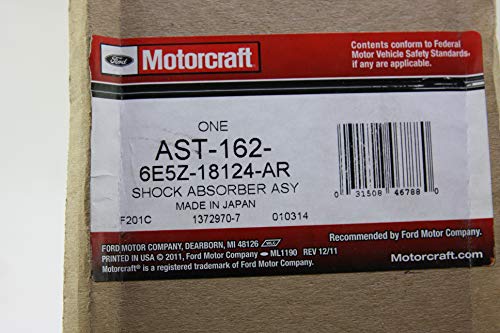 Ford
Motorcraft
Contents conform to Federal
Motor Vehicle Safety Standards,
if any are applicable.
ONE
AST-162-
6E5Z-18124-AR
SHOCK ABSORBER ASY
MADE IN JAPAN
F201C 1372970-7 010314
0 31508 46788 0
FORD MOTOR COMPANY, DEARBORN, MI 48126
PRINTED IN USA © 2011, Ford Motor Company • ML1190 REV 12/11
Motorcraft® is a registered trademark of Ford Motor Company.
Recommended by Ford Motor Company.
Motorcraft.com